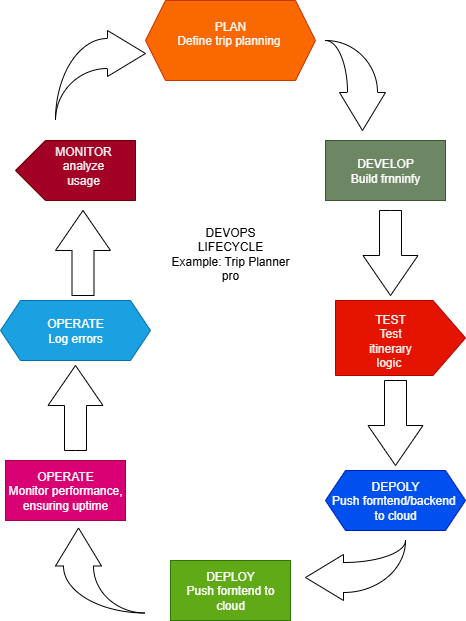 PLAN
Define trip planning
MONITOR
analyze
usage
DEVELOP
Build frnninfy
DEVOPS
LIFECYCLE
Example: Trip Planner
pro
OPERATE
Log errors
TEST
Test
itinerary
logic
OPERATE
Monitor performance,
ensuring uptime
DEPOLY
Push forntend/backend
to cloud
DEPLOY
Push forntend to
cloud